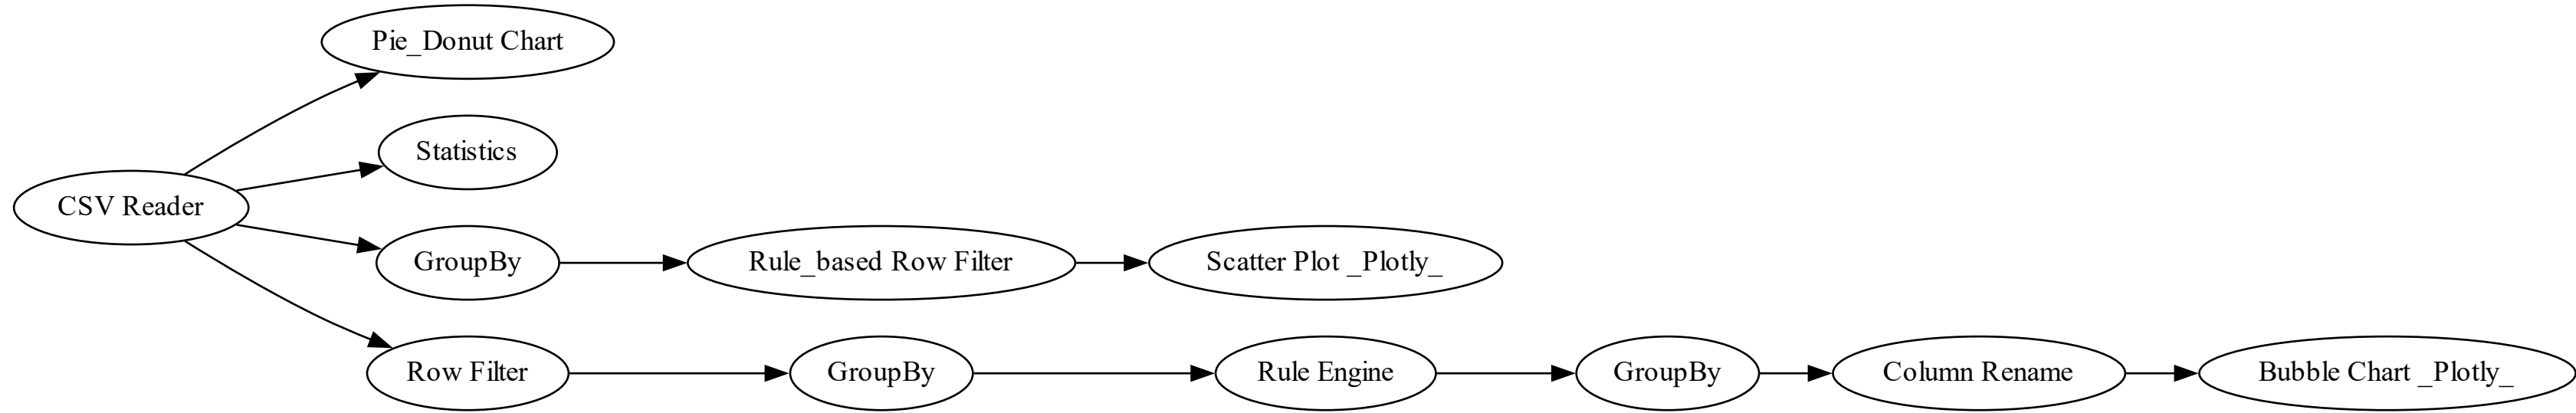 Pie_Donut Chart
Statistics
CSV Reader
GroupBy
Rule_based Row Filter
Scatter Plot _Plotly_
Row Filter
GroupBy
Rule Engine
GroupBy
Column Rename
Bubble Chart _Plotly_